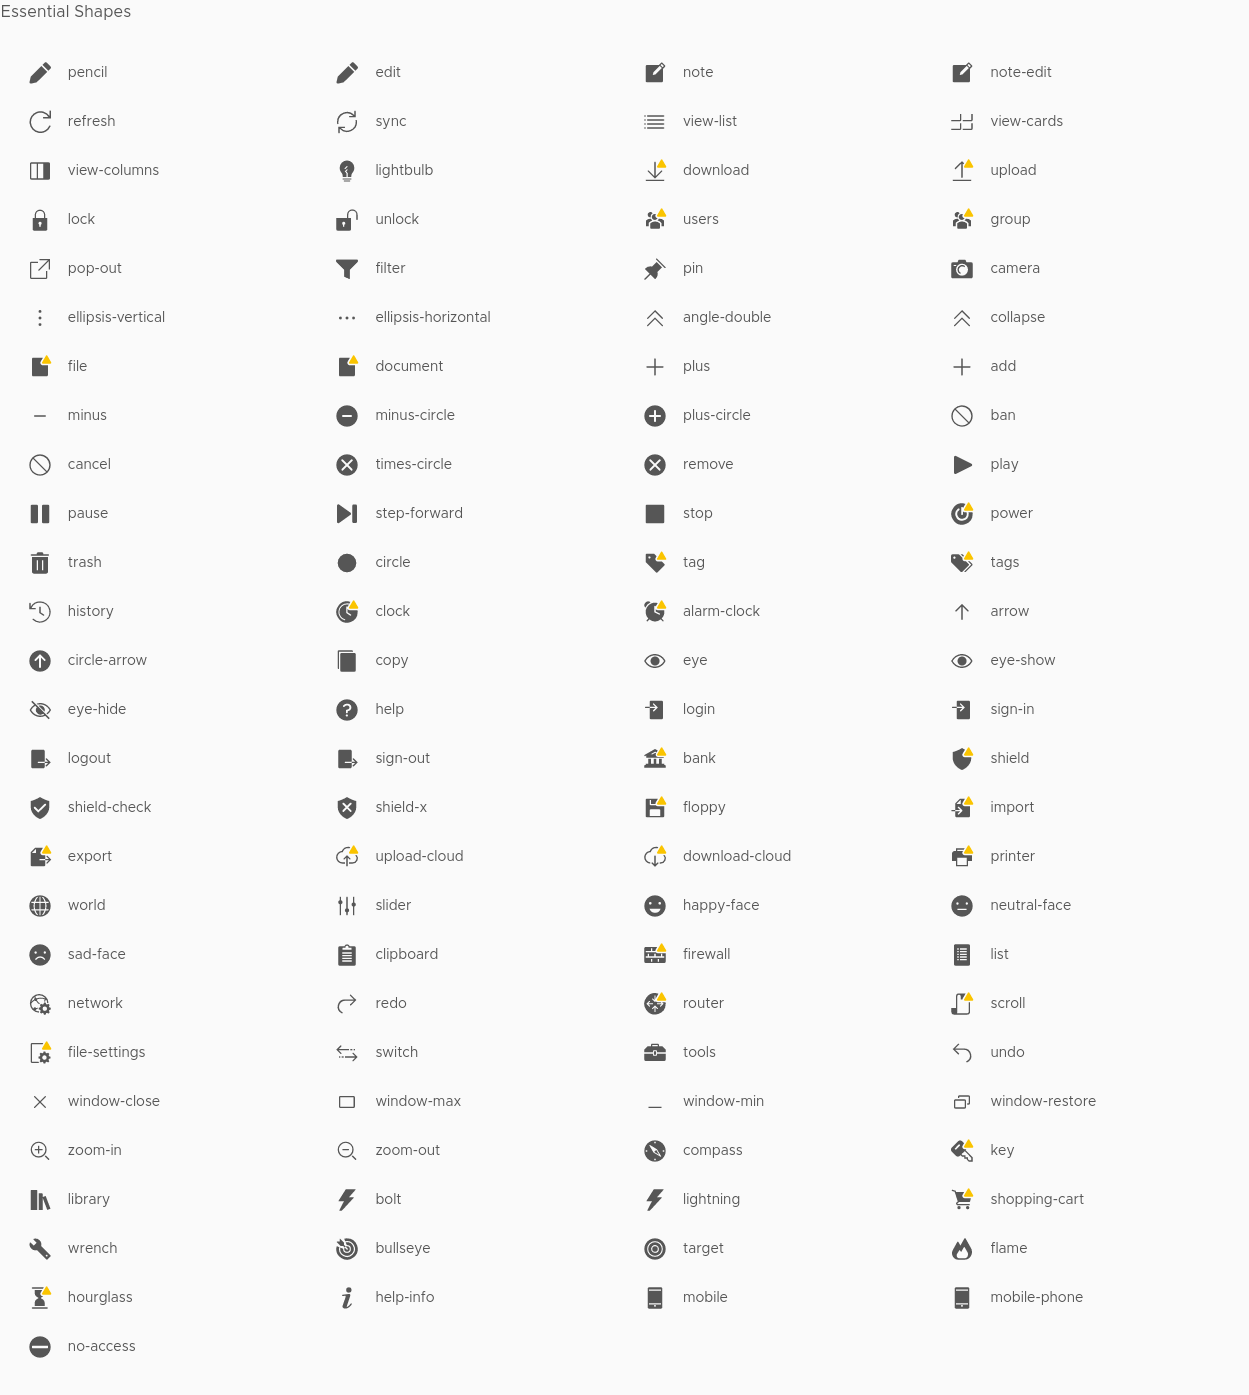 Essential Shapes
pencil edit note note-edit
refresh sync view-list view-cards
view-columns lightbulb download upload
lock unlock users group
pop-out filter pin camera
ellipsis-vertical ellipsis-horizontal angle-double collapse
file document plus add
minus minus-circle plus-circle ban
cancel times-circle remove play
pause step-forward stop power
trash circle tag tags
history clock alarm-clock arrow
circle-arrow copy eye eye-show
eye-hide help login sign-in
logout sign-out bank shield
shield-check shield-x floppy import
export upload-cloud download-cloud printer
world slider happy-face neutral-face
sad-face clipboard firewall list
network redo router scroll
file-settings switch tools undo
window-close window-max window-min window-restore
zoom-in zoom-out compass key
library bolt lightning shopping-cart
wrench bullseye target flame
hourglass help-info mobile mobile-phone
no-access